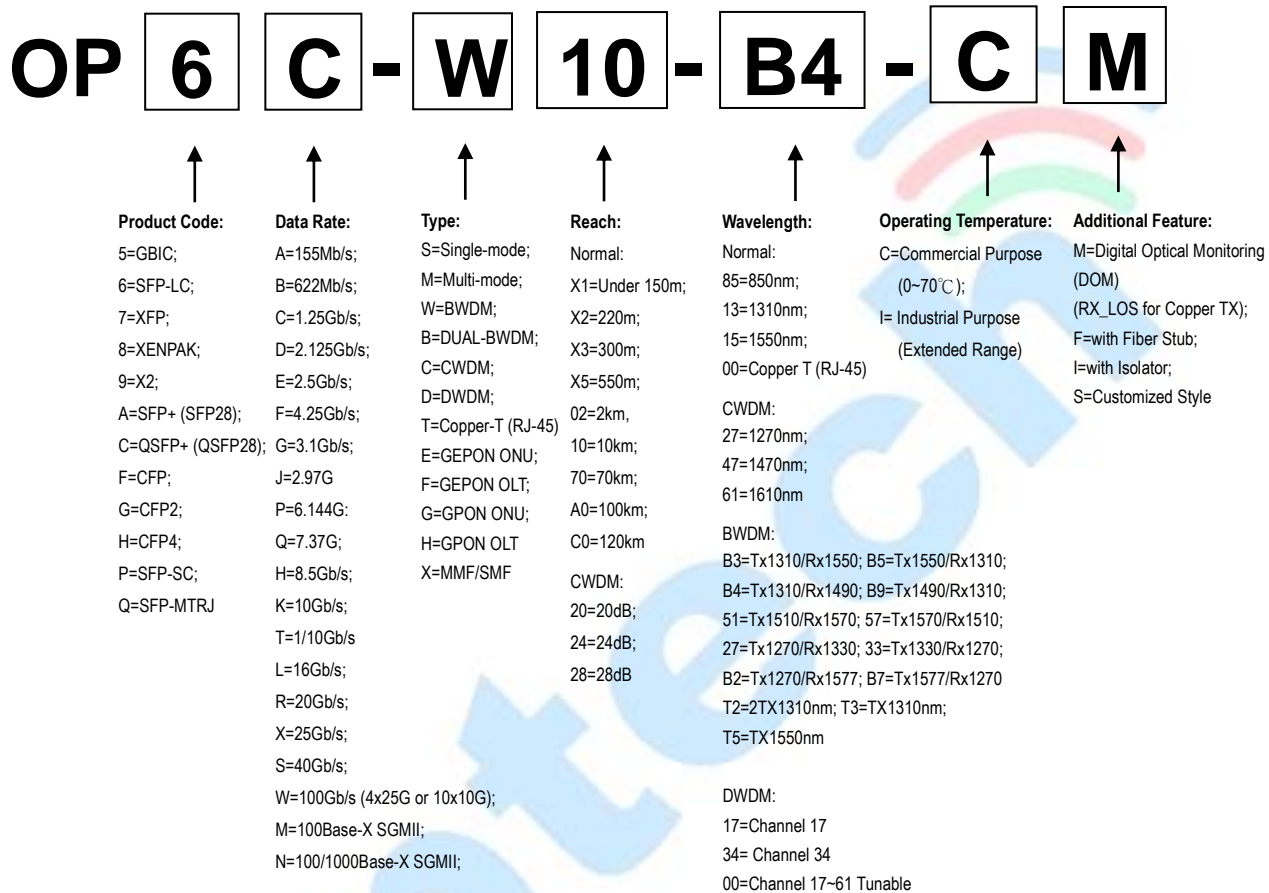 OP 6 C - W 10 - B4 - C M
Product Code:
5=GBIC;
6=SFP-LC;
7=XFP;
8=XENPAK;
9=X2;
A=SFP+ (SFP28);
C=QSFP+ (QSFP28);
F=CFP;
G=CFP2;
H=CFP4;
P=SFP-SC;
Q=SFP-MTRJ
Data Rate:
A=155Mb/s;
B=622Mb/s;
C=1.25Gb/s;
D=2.125Gb/s;
E=2.5Gb/s;
F=4.25Gb/s;
G=3.1Gb/s;
J=2.97G
P=6.144G:
Q=7.37G;
H=8.5Gb/s;
K=10Gb/s;
T=1/10Gb/s
L=16Gb/s;
R=20Gb/s;
X=25Gb/s;
S=40Gb/s;
W=100Gb/s (4x25G or 10x10G);
M=100Base-X SGMII;
N=100/1000Base-X SGMII;
Type:
S=Single-mode;
M=Multi-mode;
W=BWDM;
B=DUAL-BWDM;
C=CWDM;
D=DWDM;
T=Copper-T (RJ-45)
E=GEPON ONU;
F=GEPON OLT;
G=GPON ONU;
H=GPON OLT
X=MMF/SMF
Reach:
Normal:
X1=Under 150m;
X2=220m;
X3=300m;
X5=550m;
02=2km,
10=10km;
70=70km;
A0=100km;
C0=120km
CWDM:
20=20dB;
24=24dB;
28=28dB
Wavelength:
Normal:
85=850nm;
13=1310nm;
15=1550nm;
00=Copper T (RJ-45)
CWDM:
27=1270nm;
47=1470nm;
61=1610nm
BWDM:
B3=Tx1310/Rx1550; B5=Tx1550/Rx1310;
B4=Tx1310/Rx1490; B9=Tx1490/Rx1310;
51=Tx1510/Rx1570; 57=Tx1570/Rx1510;
27=Tx1270/Rx1330; 33=Tx1330/Rx1270;
B2=Tx1270/Rx1577; B7=Tx1577/Rx1270
T2=2TX1310nm; T3=TX1310nm;
T5=TX1550nm
DWDM:
17=Channel 17
34= Channel 34
00=Channel 17~61 Tunable
Operating Temperature:
C=Commercial Purpose
(0~70℃);
I= Industrial Purpose
(Extended Range)
Additional Feature:
M=Digital Optical Monitoring
(DOM)
(RX_LOS for Copper TX);
F=with Fiber Stub;
I=with Isolator;
S=Customized Style
tech